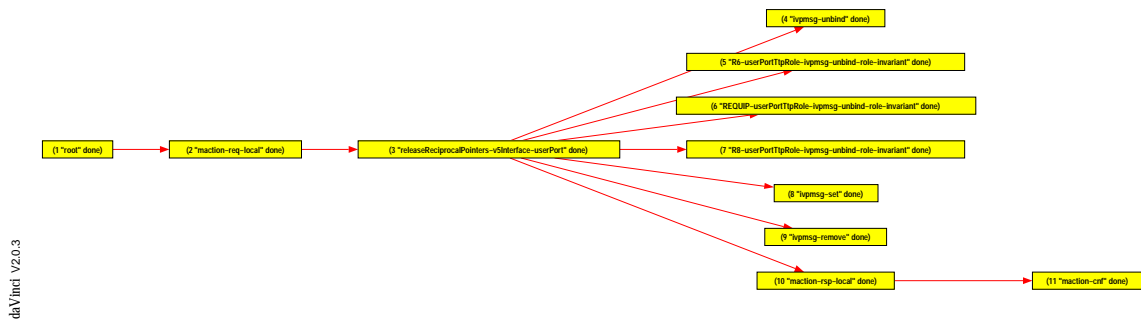 (4 "ivpmsg-unbind" done)
(5 "R6-userPortTtpRole-ivpmsg-unbind-role-invariant" done)
(6 "REQUIP-userPortTtpRole-ivpmsg-unbind-role-invariant" done)
(1 "root" done)
(2 "maction-req-local" done)
(3 "releaseReciprocalPointers-v5Interface-userPort" done)
(7 "R8-userPortTtpRole-ivpmsg-unbind-role-invariant" done)
(8 "ivpmsg-set" done)
(9 "ivpmsg-remove" done)
(10 "maction-rsp-local" done)
(11 "maction-cnf" done)
daVinci V2.0.3